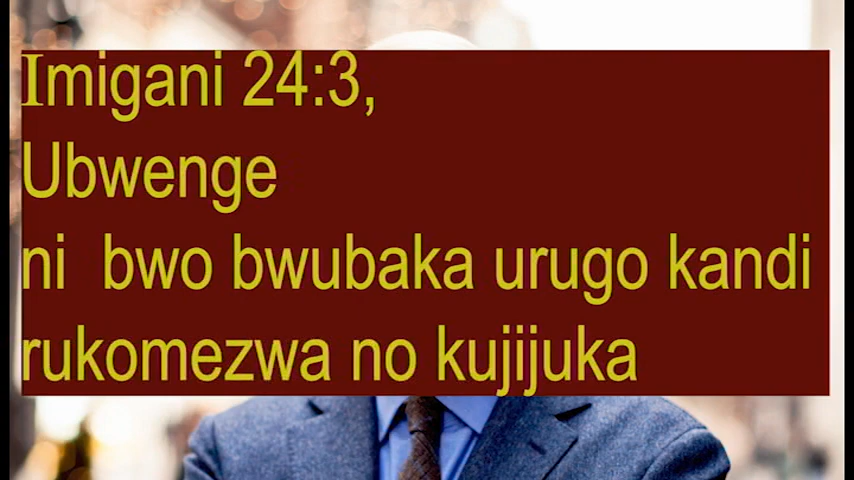 Imigani 24:3,
Ubwenge
ni bwo bwubaka urugo kandi
rukomezwa no kujijuka